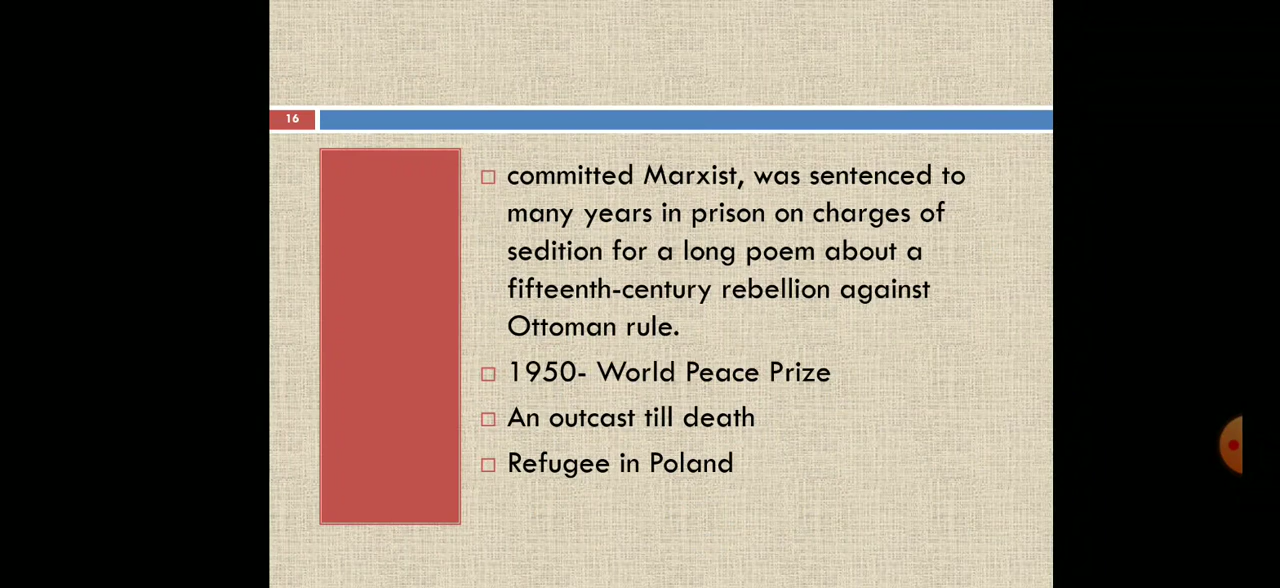 16
committed Marxist, was sentenced to
many years in prison on charges of
sedition for a long poem about a
fifteenth-century rebellion against
Ottoman rule.
1950- World Peace Prize
An outcast till death
Refugee in Poland